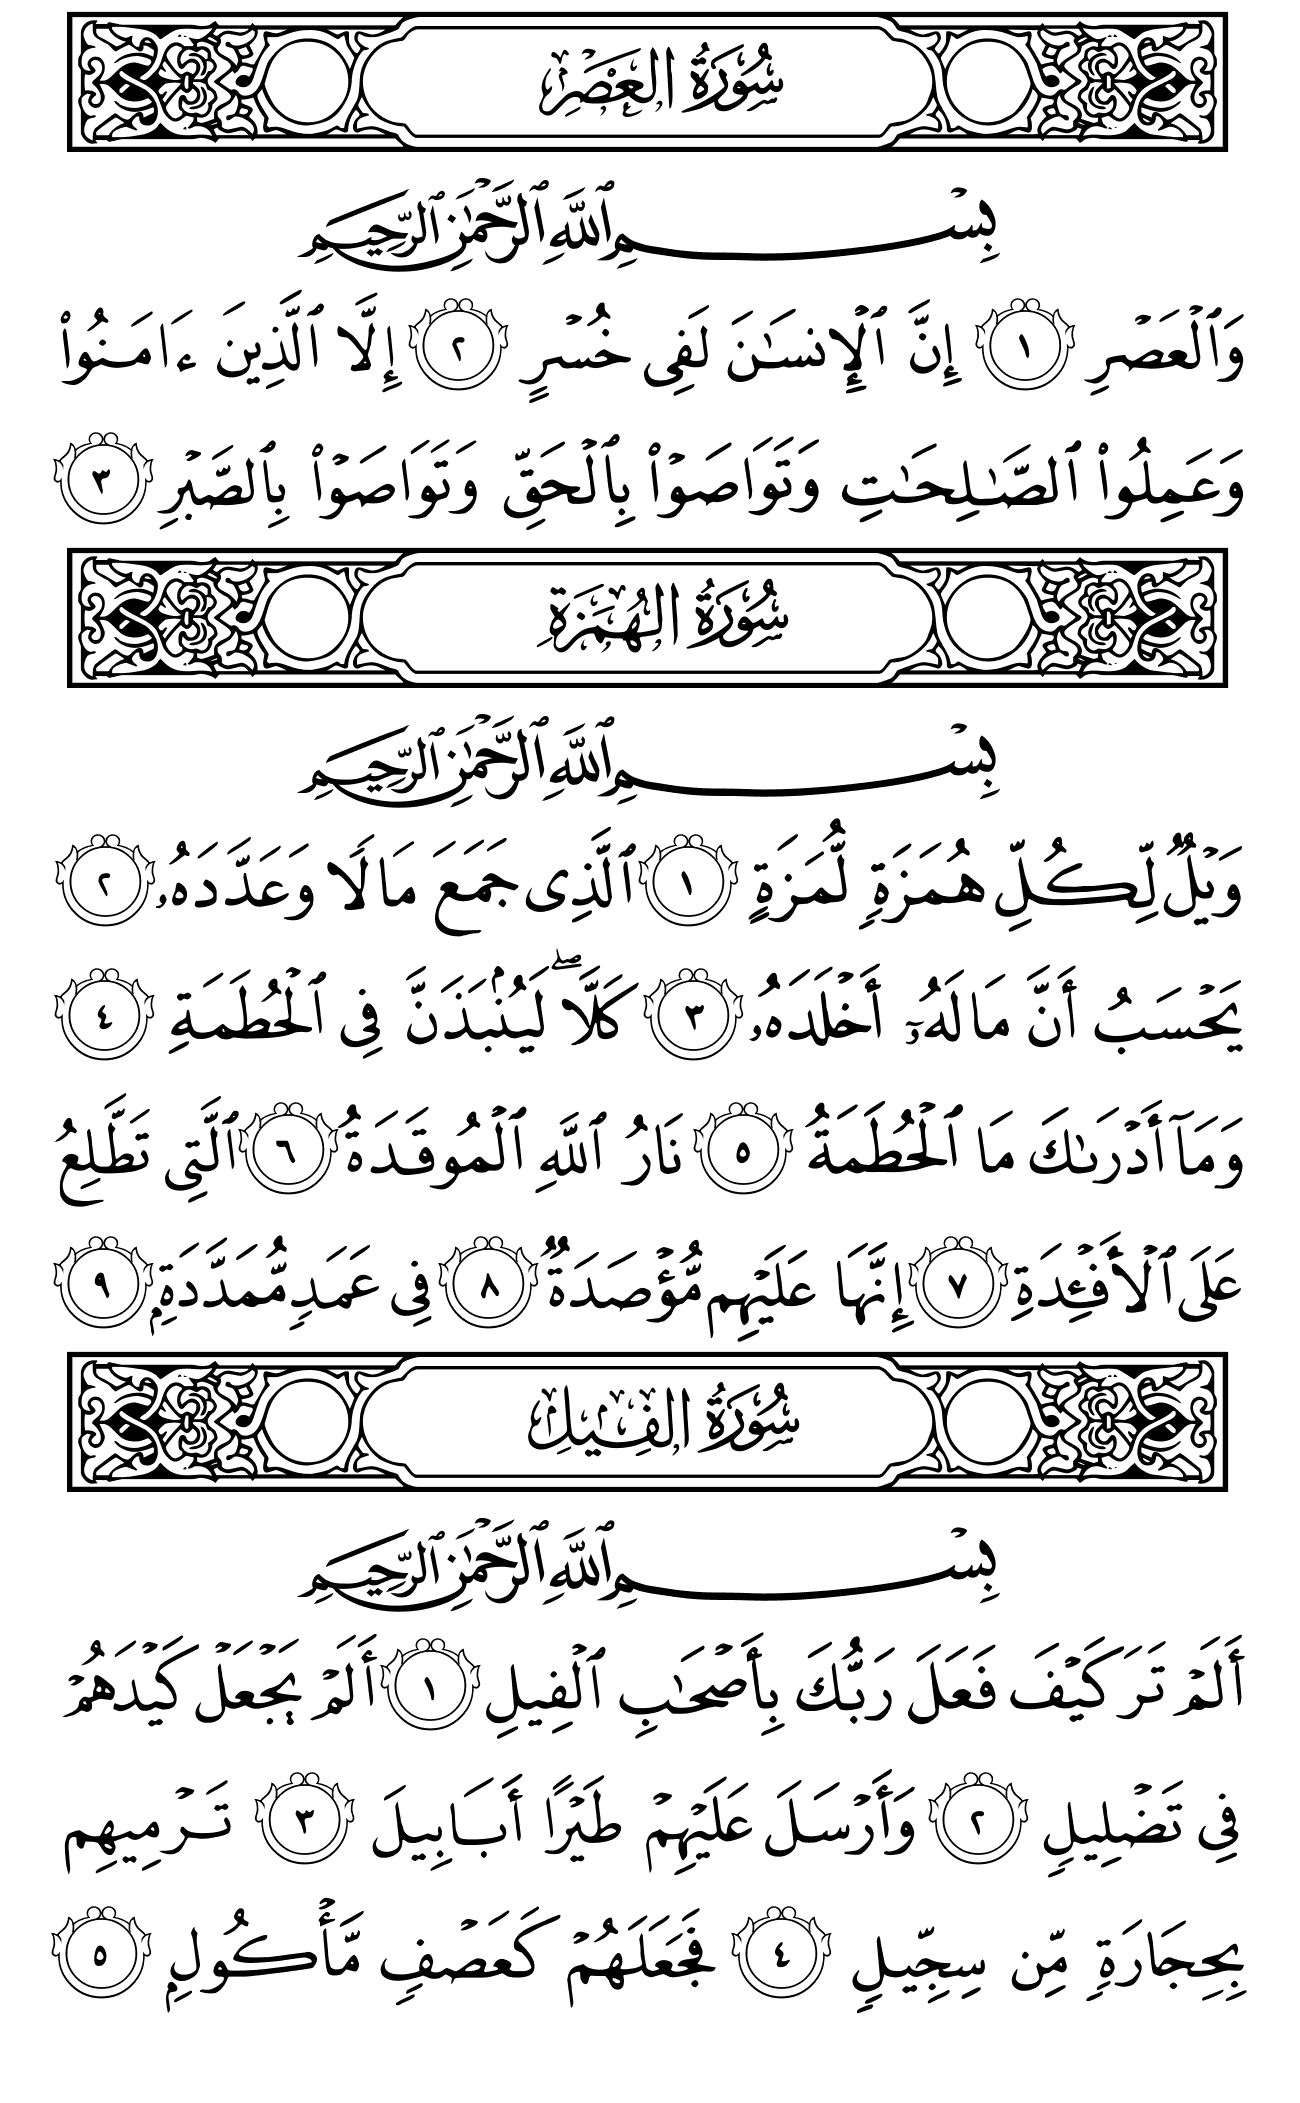 سُورَةُ العَصْرِ
بِسْمِ ٱللَّهِ ٱلرَّحْمَٰنِ ٱلرَّحِيمِ
وَٱلْعَصْرِ ١ إِنَّ ٱلْإِنسَٰنَ لَفِى خُسْرٍ ٢ إِلَّا ٱلَّذِينَ ءَامَنُوا۟
وَعَمِلُوا۟ ٱلصَّٰلِحَٰتِ وَتَوَاصَوْا۟ بِٱلْحَقِّ وَتَوَاصَوْا۟ بِٱلصَّبْرِ ٣
سُورَةُ الهُمَزَةِ
بِسْمِ ٱللَّهِ ٱلرَّحْمَٰنِ ٱلرَّحِيمِ
وَيْلٌ لِّكُلِّ هُمَزَةٍ لُّمَزَةٍ ١ ٱلَّذِى جَمَعَ مَالًا وَعَدَّدَهُۥ ٢
يَحْسَبُ أَنَّ مَالَهُۥٓ أَخْلَدَهُۥ ٣ كَلَّا ۖ لَيُنۢبَذَنَّ فِى ٱلْحُطَمَةِ ٤
وَمَآ أَدْرَىٰكَ مَا ٱلْحُطَمَةُ ٥ نَارُ ٱللَّهِ ٱلْمُوقَدَةُ ٦ ٱلَّتِى تَطَّلِعُ
عَلَى ٱلْأَفْـِٔدَةِ ٧ إِنَّهَا عَلَيْهِم مُّؤْصَدَةٌ ٨ فِى عَمَدٍ مُّمَدَّدَةٍۭ ٩
سُورَةُ الفِيلِ
بِسْمِ ٱللَّهِ ٱلرَّحْمَٰنِ ٱلرَّحِيمِ
أَلَمْ تَرَ كَيْفَ فَعَلَ رَبُّكَ بِأَصْحَٰبِ ٱلْفِيلِ ١ أَلَمْ يَجْعَلْ كَيْدَهُمْ
فِى تَضْلِيلٍ ٢ وَأَرْسَلَ عَلَيْهِمْ طَيْرًا أَبَابِيلَ ٣ تَرْمِيهِم
بِحِجَارَةٍ مِّن سِجِّيلٍ ٤ فَجَعَلَهُمْ كَعَصْفٍ مَّأْكُولٍۭ ٥